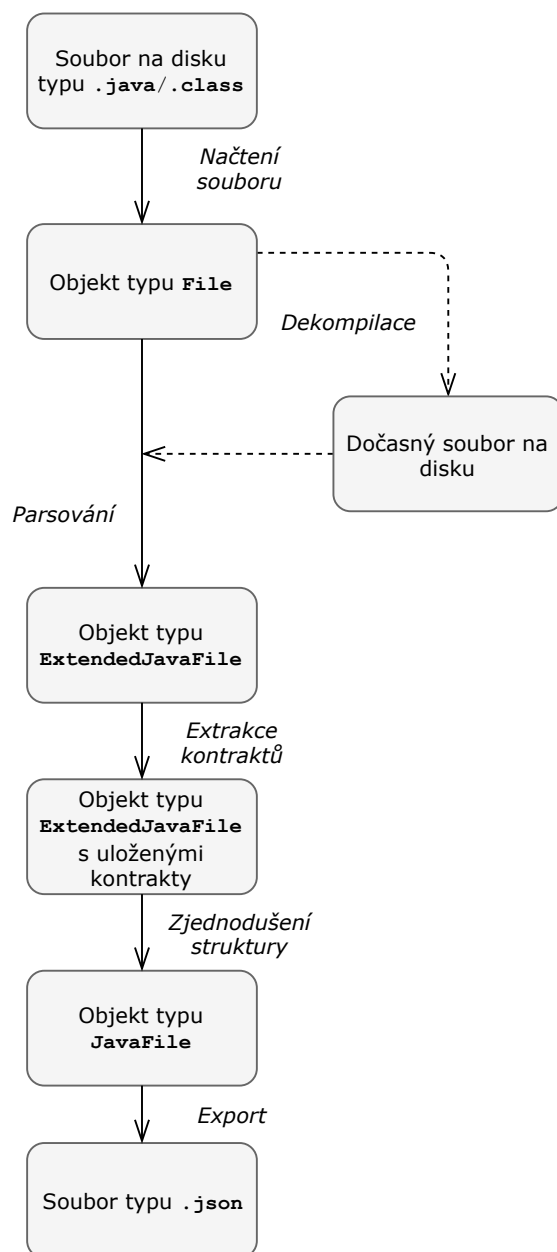 Soubor na disku
typu .java/.class
Načtení
souboru
Objekt typu File
Dekompilace
Dočasný soubor na
disku
Parsování
Objekt typu
ExtendedJavaFile
Extrakce
kontraktů
Objekt typu
ExtendedJavaFile
s uloženými
kontrakty
Zjednodušení
struktury
Objekt typu
JavaFile
Export
Soubor typu .json